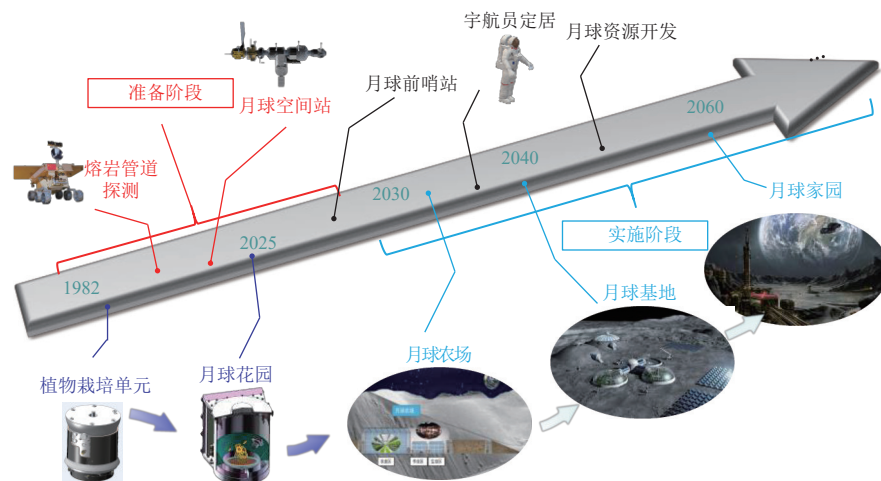 宇航员定居
月球资源开发
准备阶段
月球前哨站
月球空间站
2060
熔岩管道
探测
2040
2030
月球家园
2025
实施阶段
1982
月球基地
月球农场
植物栽培单元
月球花园